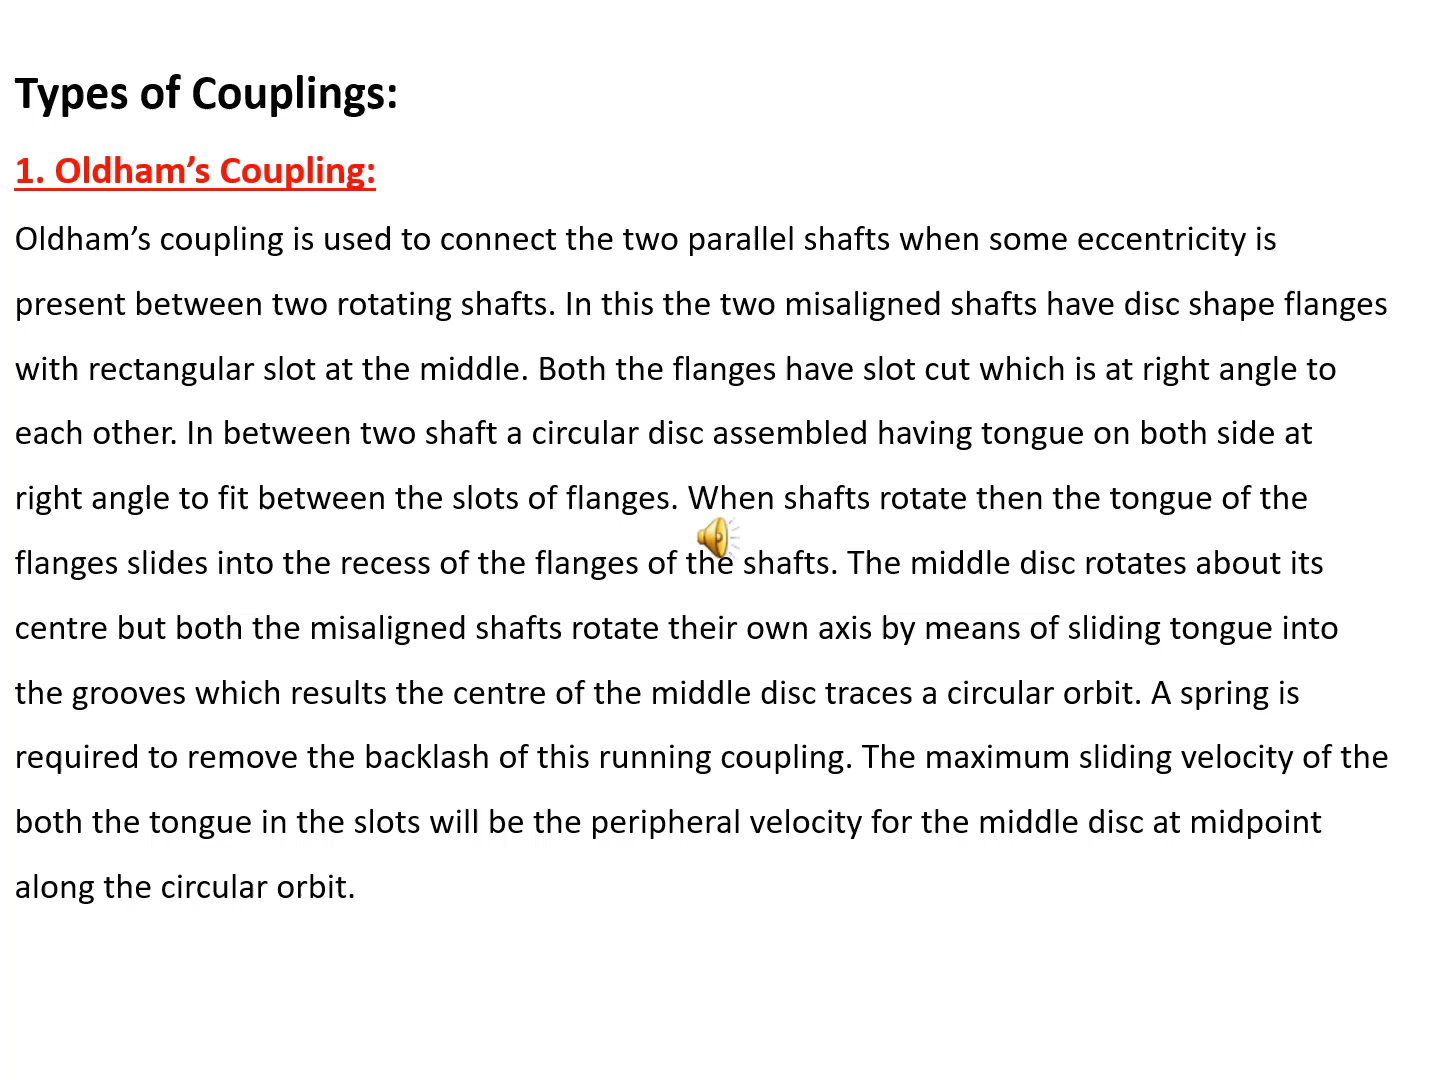 Types of Couplings:
1. Oldham’s Coupling:
Oldham’s coupling is used to connect the two parallel shafts when some eccentricity is
present between two rotating shafts. In this the two misaligned shafts have disc shape flanges
with rectangular slot at the middle. Both the flanges have slot cut which is at right angle to
each other. In between two shaft a circular disc assembled having tongue on both side at
right angle to fit between the slots of flanges. When shafts rotate then the tongue of the
flanges slides into the recess of the flanges of the shafts. The middle disc rotates about its
centre but both the misaligned shafts rotate their own axis by means of sliding tongue into
the grooves which results the centre of the middle disc traces a circular orbit. A spring is
required to remove the backlash of this running coupling. The maximum sliding velocity of the
both the tongue in the slots will be the peripheral velocity for the middle disc at midpoint
along the circular orbit.